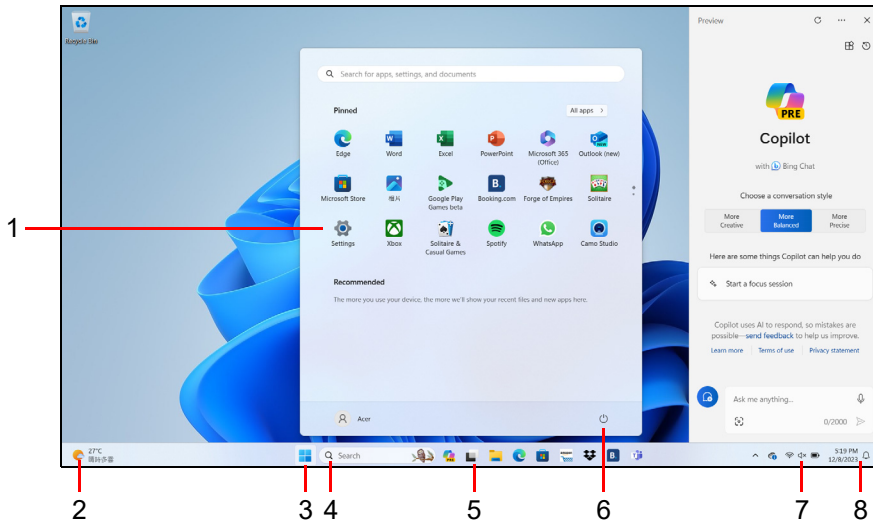 Recycle Bin
Search for apps, settings, and documents
Pinned
All apps >
Edge
Word
Excel
PowerPoint
Microsoft 365
(Office)
Outlook (new)
Microsoft Store
相片
Google Play
Games beta
Booking.com
Forge of Empires
Solitaire
Settings
Xbox
Solitaire &
Casual Games
Spotify
WhatsApp
Camo Studio
Recommended
The more you use your device, the more we'll show your recent files and new apps here.
Acer
Preview
PRE
Copilot
with b Bing Chat
Choose a conversation style
More
Creative
More
Balanced
More
Precise
Here are some things Copilot can help you do
Start a focus session
Copilot uses AI to respond, so mistakes are
possible—send feedback to help us improve.
Learn more
Terms of use
Privacy statement
Ask me anything...
0/2000
27°C
Search
5:19 PM
12/8/2023
1
2
3
4
5
6
7
8